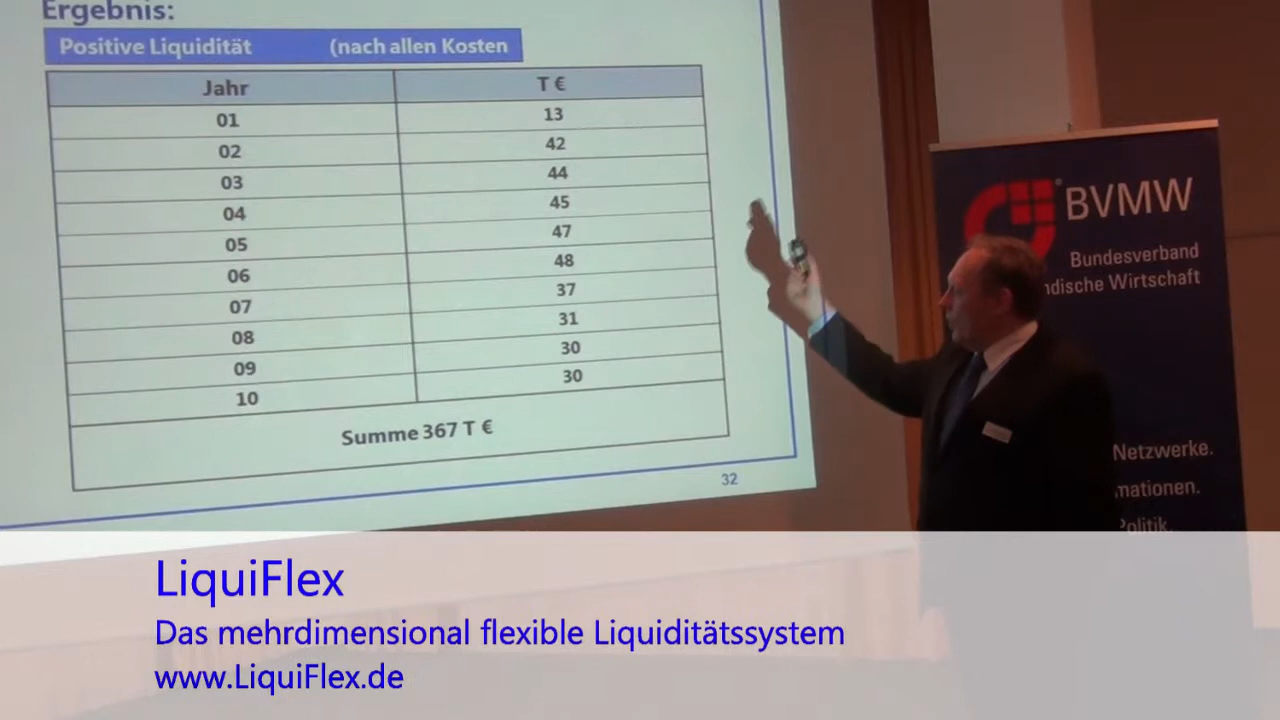 Ergebnis:
Positive Liquidität (nach allen Kosten
Jahr T €
01 13
02 42
03 44
04 45
05 47
06 48
07 37
08 31
09 30
10 30
Summe 367 T €
32
BVMW
Bundesverband
ndische Wirtschaft
Netzwerke.
mationen.
Politik.
LiquiFlex
Das mehrdimensional flexible Liquiditätssystem
www.LiquiFlex.de